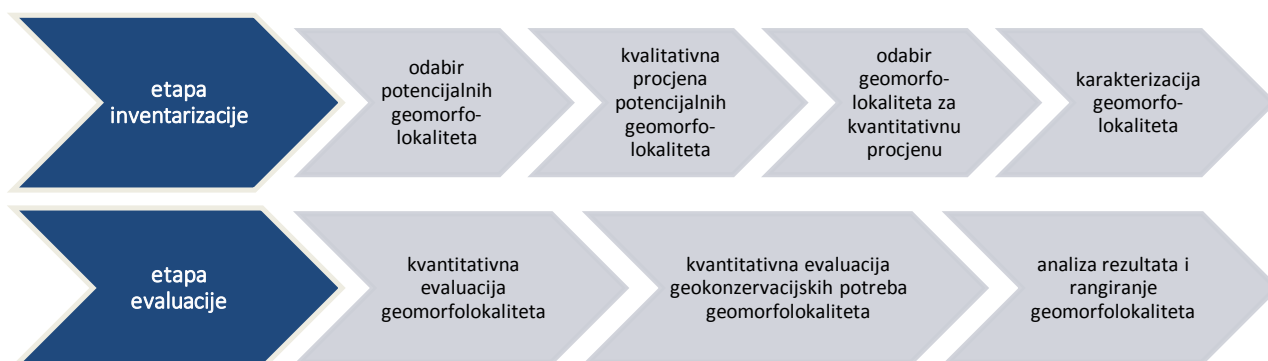 etapa
inventarizacije
odabir
potencijalnih
geomorfo-
lokaliteta
kvalitativna
procjena
potencijalnih
geomorfo-
lokaliteta
odabir
geomorfo-
lokaliteta za
kvantitativnu
procjenu
karakterizacija
geomorfo-
lokaliteta
etapa
evaluacije
kvantitativna
evaluacija
geomorfolokaliteta
kvantitativna evaluacija
geokonzervacijskih potreba
geomorfolokaliteta
analiza rezultata i
rangiranje
geomorfolokaliteta